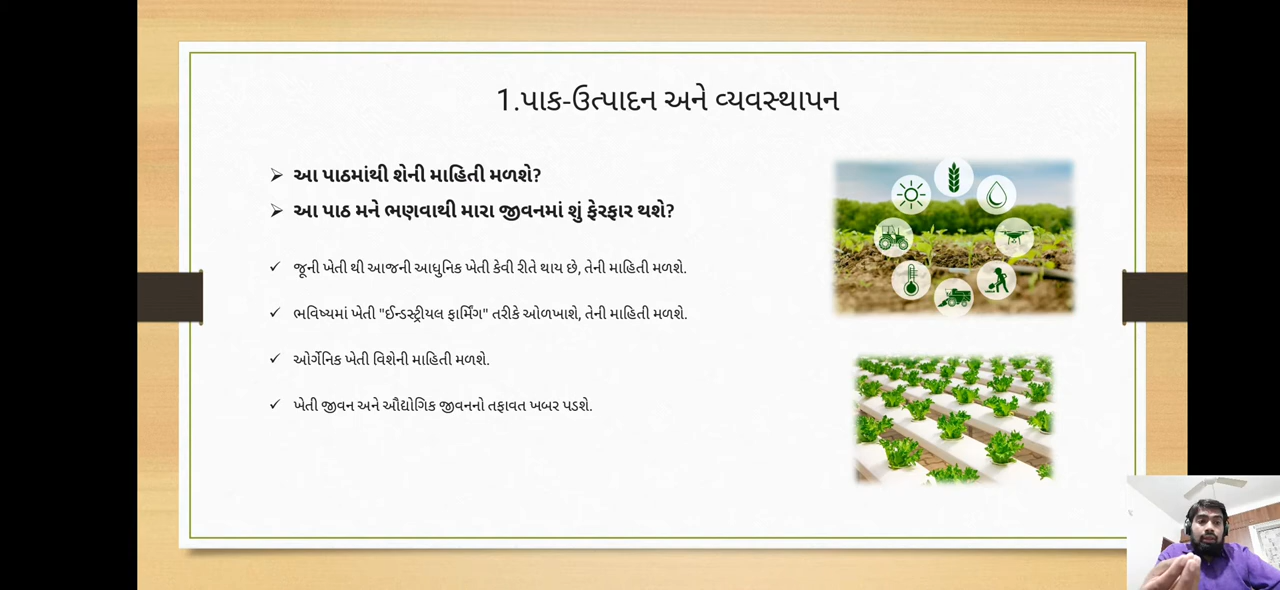 1.પાક-ઉત્પાદન અને વ્યવસ્થાપન
આ પાઠમાંથી શેની માહિતી મળશે?
આ પાઠ મને ભણવાથી મારા જીવનમાં શું ફેરફાર થશે?
જૂની ખેતી થી આજની આધુનિક ખેતી કેવી રીતે થાય છે, તેની માહિતી મળશે.
ભવિષ્યમાં ખેતી "ઈન્ડસ્ટ્રીયલ ફાર્મિંગ" તરીકે ઓળખાશે, તેની માહિતી મળશે.
ઓર્ગેનિક ખેતી વિશેની માહિતી મળશે.
ખેતી જીવન અને ઔદ્યોગિક જીવનનો તફાવત ખબર પડશે.